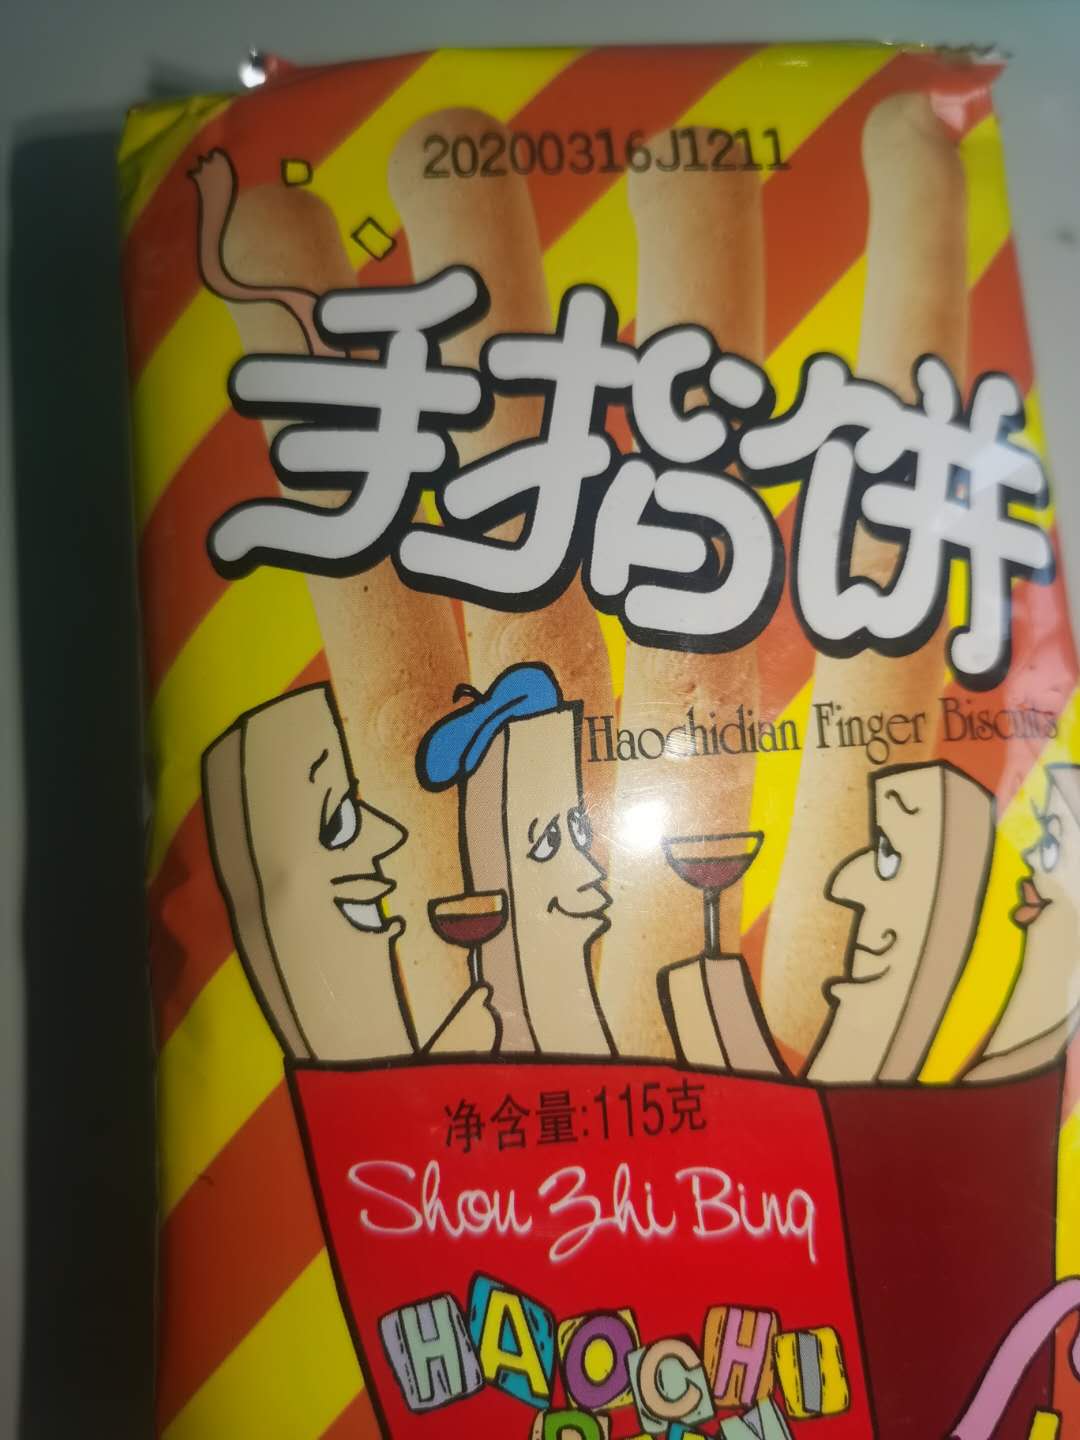 20200316J1211
手指饼
Haochidian Finger Biscuits
净含量:115克
Shou Zhi Bing
HAOCHI